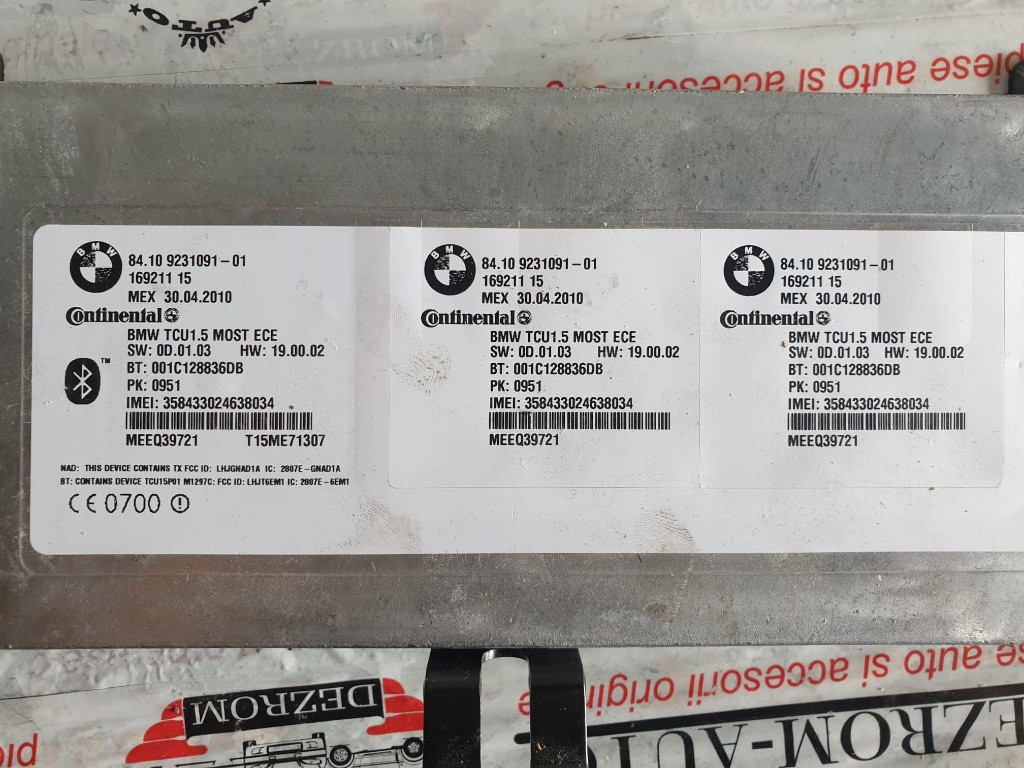 AUTO
piese auto si accesorii
BMW
84.10 9231091-01
169211 15
MEX 30.04.2010
Continental
BMW TCU1.5 MOST ECE
SW: 0D.01.03 HW: 19.00.02
™
BT: 001C128836DB
PK: 0951
IMEI: 358433024638034
MEEQ39721 T15ME71307
NAD: THIS DEVICE CONTAINS TX FCC ID: LHJGNAD1A IC: 2807E-GNAD1A
BT: CONTAINS DEVICE TCU15P01 M1297C: FCC ID: LHJT6EM1 IC: 2807E-6EM1
CE 0700
BMW
84.10 9231091-01
169211 15
MEX 30.04.2010
Continental
BMW TCU1.5 MOST ECE
SW: 0D.01.03 HW: 19.00.02
BT: 001C128836DB
PK: 0951
IMEI: 358433024638034
MEEQ39721
BMW
84.10 9231091-01
169211 15
MEX 30.04.2010
Continental
BMW TCU1.5 MOST ECE
SW: 0D.01.03 HW: 19.00.02
BT: 001C128836DB
PK: 0951
IMEI: 358433024638034
MEEQ39721
piese auto si accesorii origin
DEZROM
DEZROM-AUTO
piese